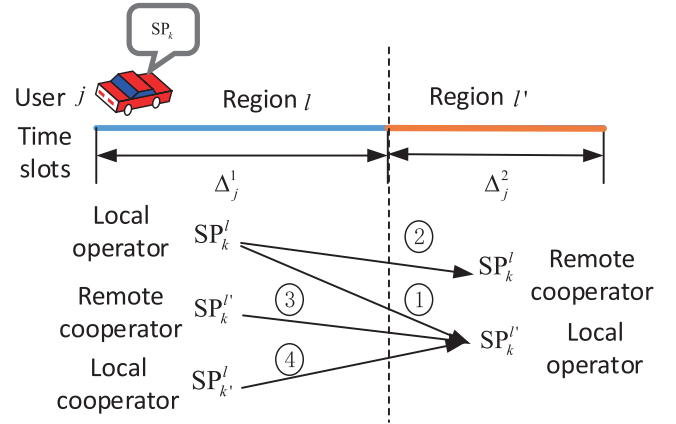 SP_k
User j
Region l
Region l'
Time
slots
Δ_j^1
Δ_j^2
Local
operator
SP_k^l
②
SP_k^l
Remote
cooperator
Remote
cooperator
SP_k^{l'}
③
①
SP_k^{l'}
Local
operator
Local
cooperator
SP_{k'}^l
④